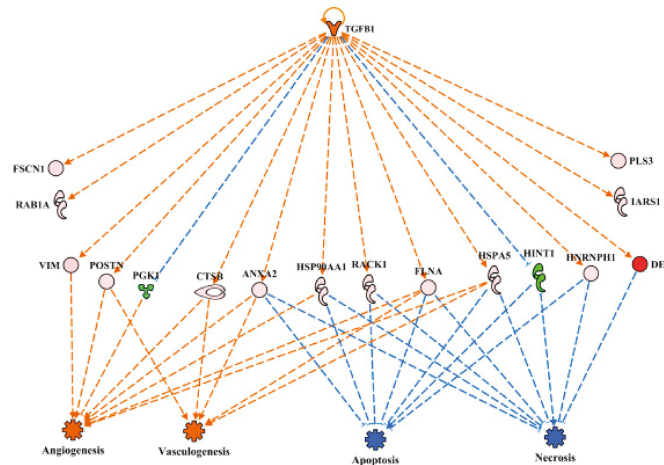 TGFB1
FSCN1
PLS3
RAB1A
IARS1
VIM
POSTN
PGK1
CTSB
ANXA2
HSP90AA1
RACK1
FLNA
HSPA5
HINT1
HNRNPH1
DE
Angiogenesis
Vasculogenesis
Apoptosis
Necrosis